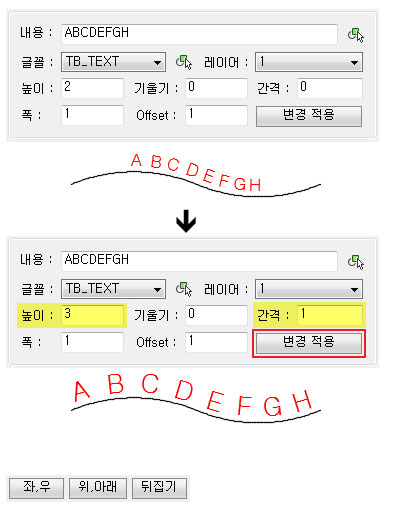 내용 : ABCDEFGH
글꼴 : TB_TEXT 레이어 : 1
높이 : 2 기울기 : 0 간격 : 0
폭 : 1 Offset : 1 변경 적용
ABCDEFGH
내용 : ABCDEFGH
글꼴 : TB_TEXT 레이어 : 1
높이 : 3 기울기 : 0 간격 : 1
폭 : 1 Offset : 1 변경 적용
ABCDEFGH
좌,우 위,아래 뒤집기